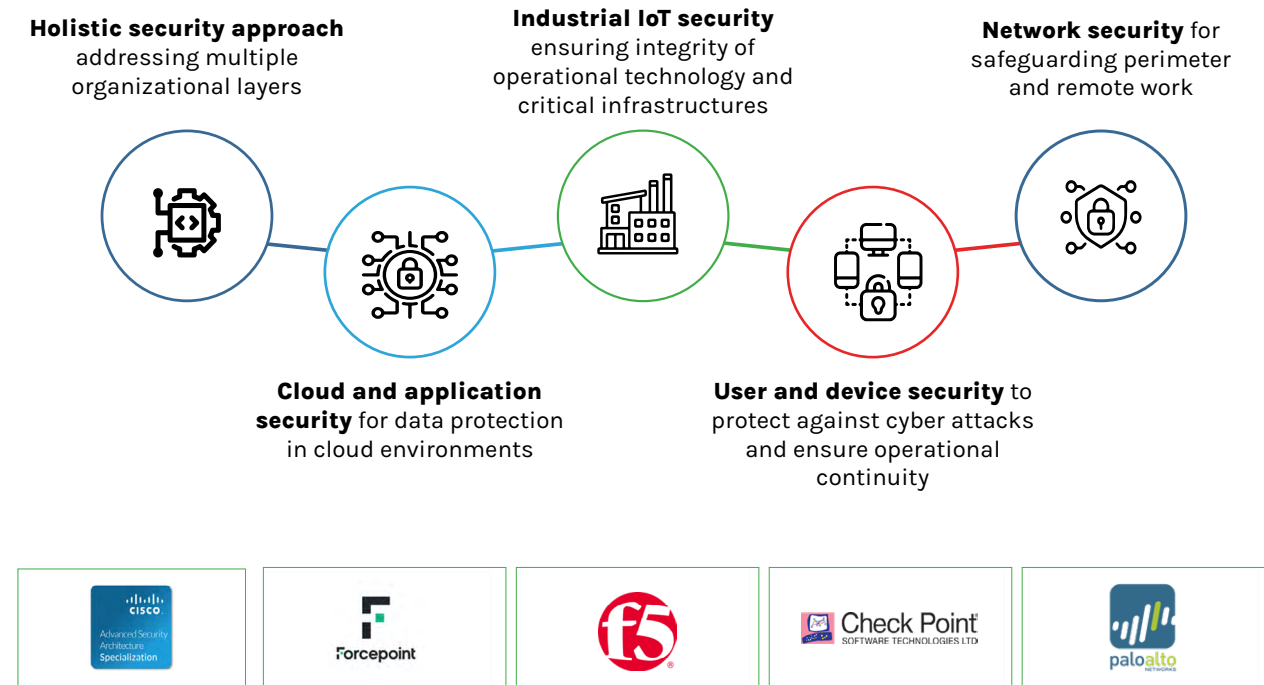 Holistic security approach
addressing multiple
organizational layers
Industrial IoT security
ensuring integrity of
operational technology and
critical infrastructures
Network security for
safeguarding perimeter
and remote work
Cloud and application
security for data protection
in cloud environments
User and device security to
protect against cyber attacks
and ensure operational
continuity
CISCO
Advanced Security
Architecture
Specialization
Forcepoint
f5®
Check Point
SOFTWARE TECHNOLOGIES LTD
paloalto
NETWORKS